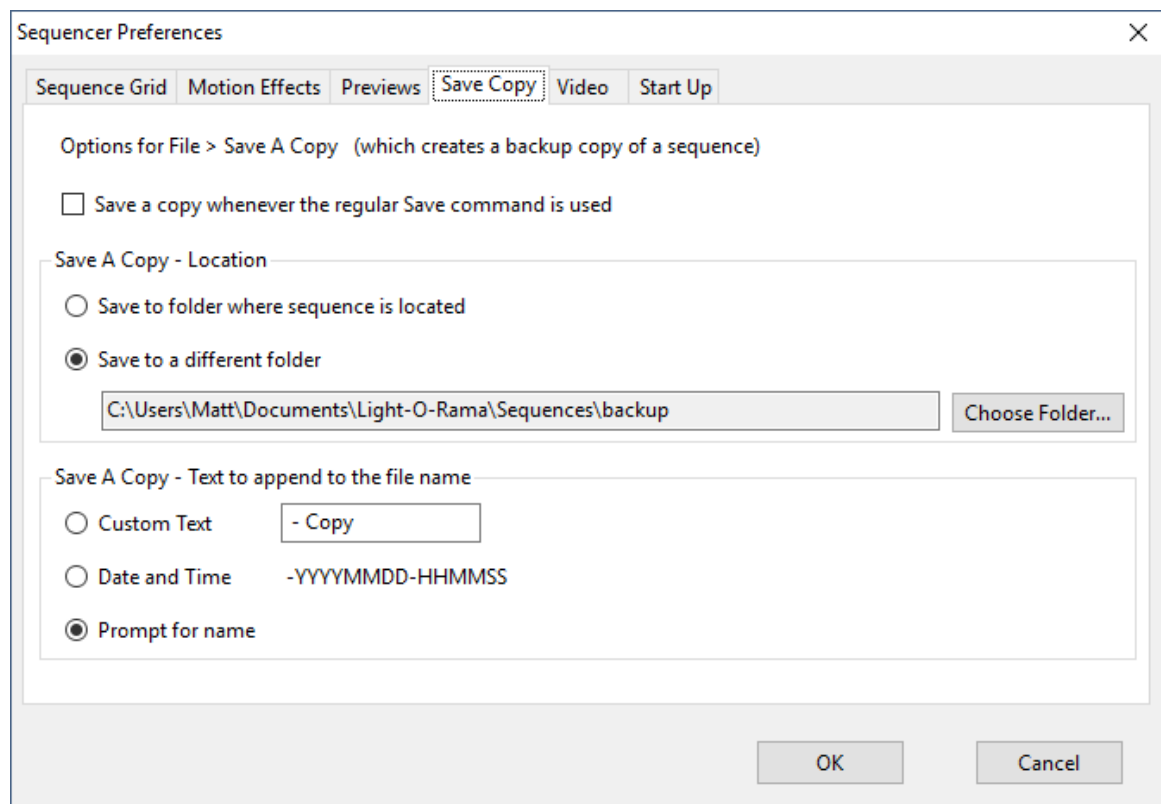 Sequencer Preferences
Sequence Grid Motion Effects Previews Save Copy Video Start Up
Options for File > Save A Copy (which creates a backup copy of a sequence)
Save a copy whenever the regular Save command is used
Save A Copy - Location
Save to folder where sequence is located
Save to a different folder
C:\Users\Matt\Documents\Light-O-Rama\Sequences\backup Choose Folder...
Save A Copy - Text to append to the file name
Custom Text - Copy
Date and Time -YYYYMMDD-HHMMSS
Prompt for name
OK Cancel